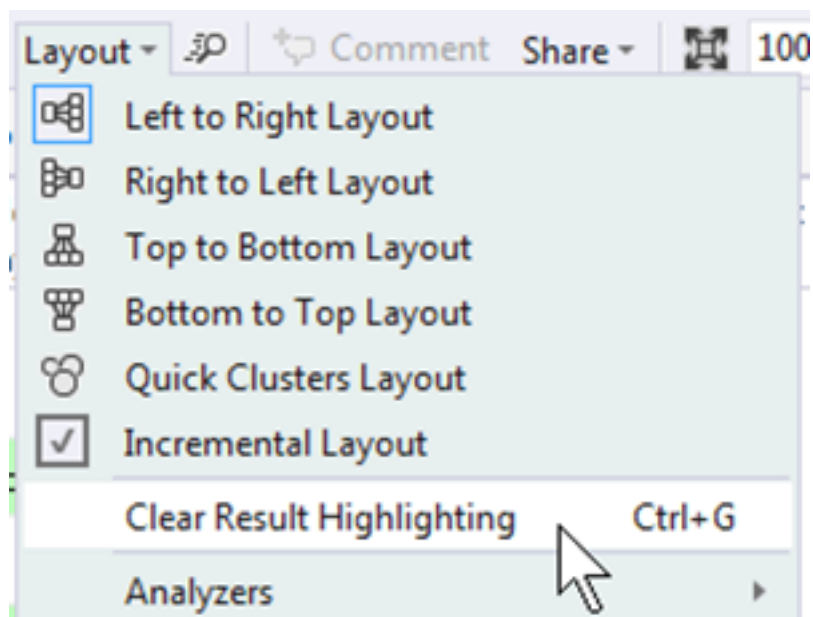 Layout Comment Share 100
Left to Right Layout
Right to Left Layout
Top to Bottom Layout
Bottom to Top Layout
Quick Clusters Layout
Incremental Layout
Clear Result Highlighting Ctrl+G
Analyzers